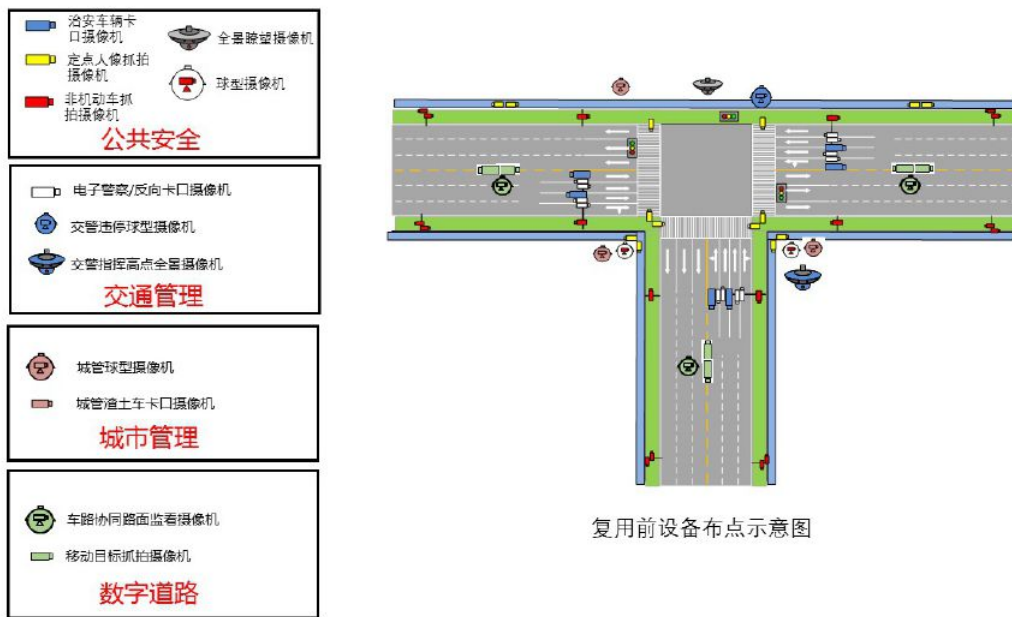 治安车辆卡
口摄像机
全景瞭望摄像机
定点人像抓拍
摄像机
球型摄像机
非机动车抓
拍摄像机
公共安全
电子警察/反向卡口摄像机
交警违停球型摄像机
交警指挥高点全景摄像机
交通管理
城管球型摄像机
城管渣土车卡口摄像机
城市管理
车路协同路面监看摄像机
移动目标抓拍摄像机
数字道路
复用前设备布点示意图